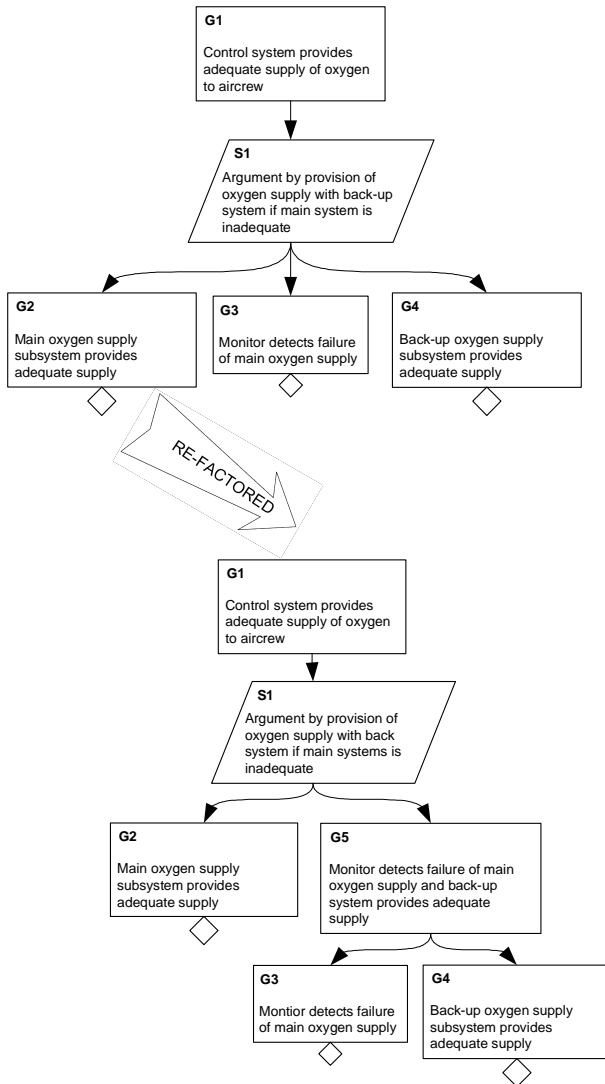 G1
Control system provides
adequate supply of oxygen
to aircrew
S1
Argument by provision of
oxygen supply with back-up
system if main system is
inadequate
G2
Main oxygen supply
subsystem provides
adequate supply
G3
Monitor detects failure
of main oxygen supply
G4
Back-up oxygen supply
subsystem provides
adequate supply
RE-FACTORED
G1
Control system provides
adequate supply of oxygen
to aircrew
S1
Argument by provision of
oxygen supply with back
system if main systems is
inadequate
G2
Main oxygen supply
subsystem provides
adequate supply
G5
Monitor detects failure of main
oxygen supply and back-up
system provides adequate
supply
G3
Montior detects failure
of main oxygen supply
G4
Back-up oxygen supply
subsystem provides
adequate supply